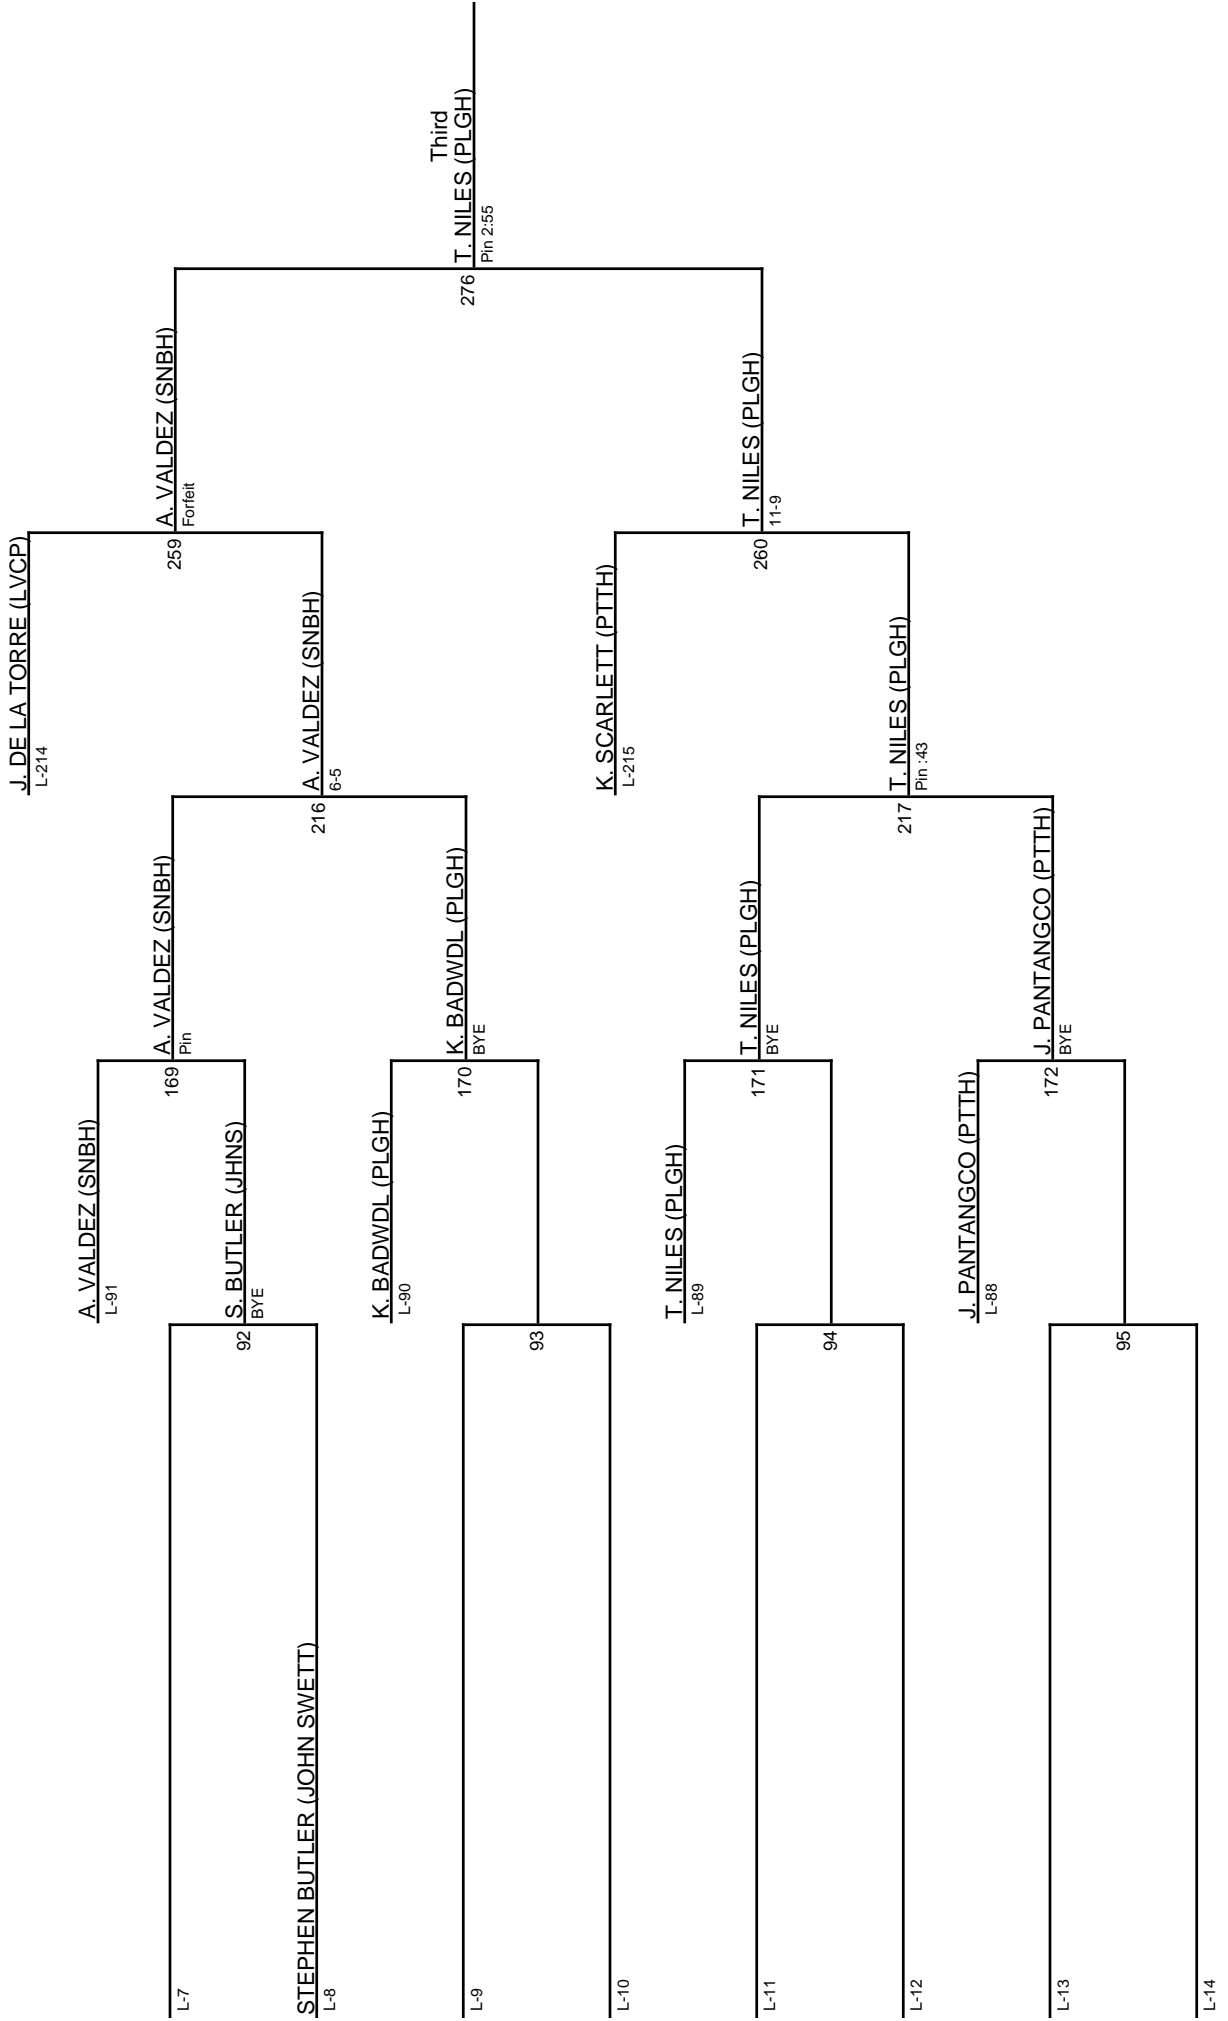 L-7
STEPHEN BUTLER (JOHN SWETT)
L-8
L-9
L-10
L-11
L-12
L-13
L-14
92
93
94
95
A. VALDEZ (SNBH)
L-91
S. BUTLER (JHNS)
BYE
K. BADWDL (PLGH)
L-90
T. NILES (PLGH)
L-89
J. PANTANGCO (PTTH)
L-88
169
170
171
172
A. VALDEZ (SNBH)
Pin
K. BADWDL (PLGH)
BYE
T. NILES (PLGH)
BYE
J. PANTANGCO (PTTH)
BYE
216
217
J. DE LA TORRE (LVCP)
L-214
A. VALDEZ (SNBH)
6-5
K. SCARLETT (PTTH)
L-215
T. NILES (PLGH)
Pin :43
259
260
A. VALDEZ (SNBH)
Forfeit
T. NILES (PLGH)
11-9
276
Third
T. NILES (PLGH)
Pin 2:55